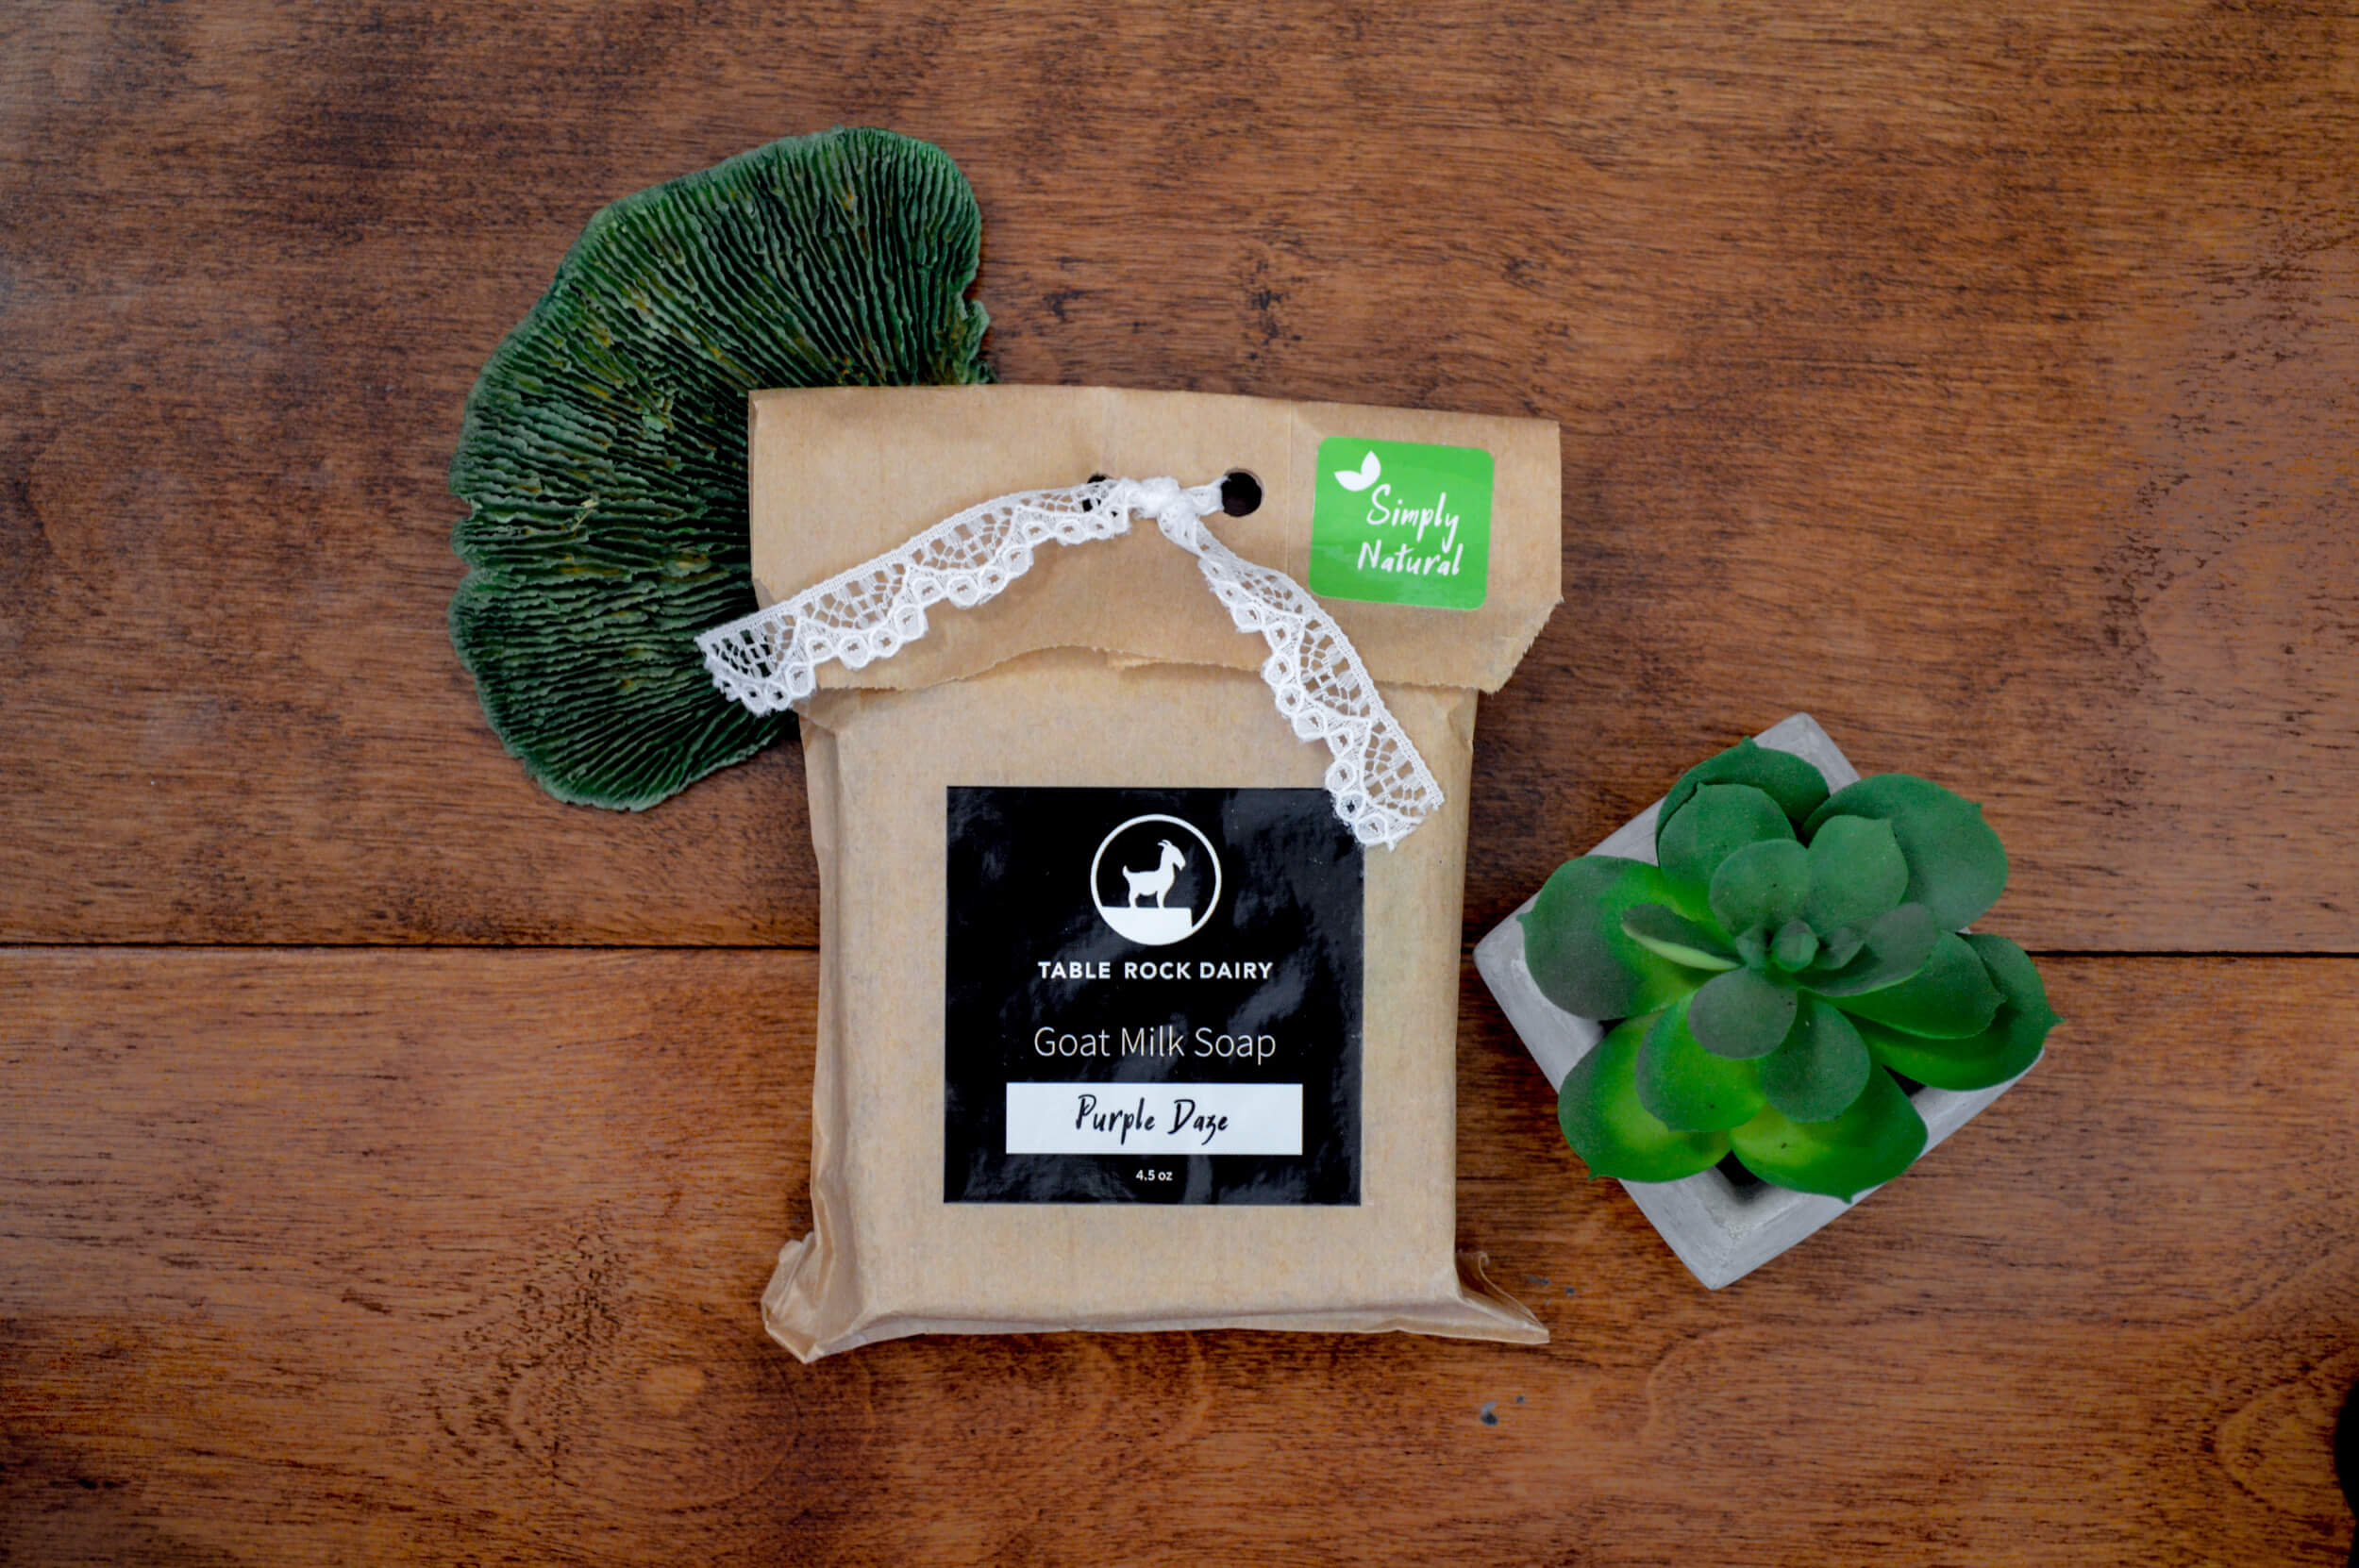 Simply
Natural
TABLE ROCK DAIRY
Goat Milk Soap
Purple Daze
4.5 oz